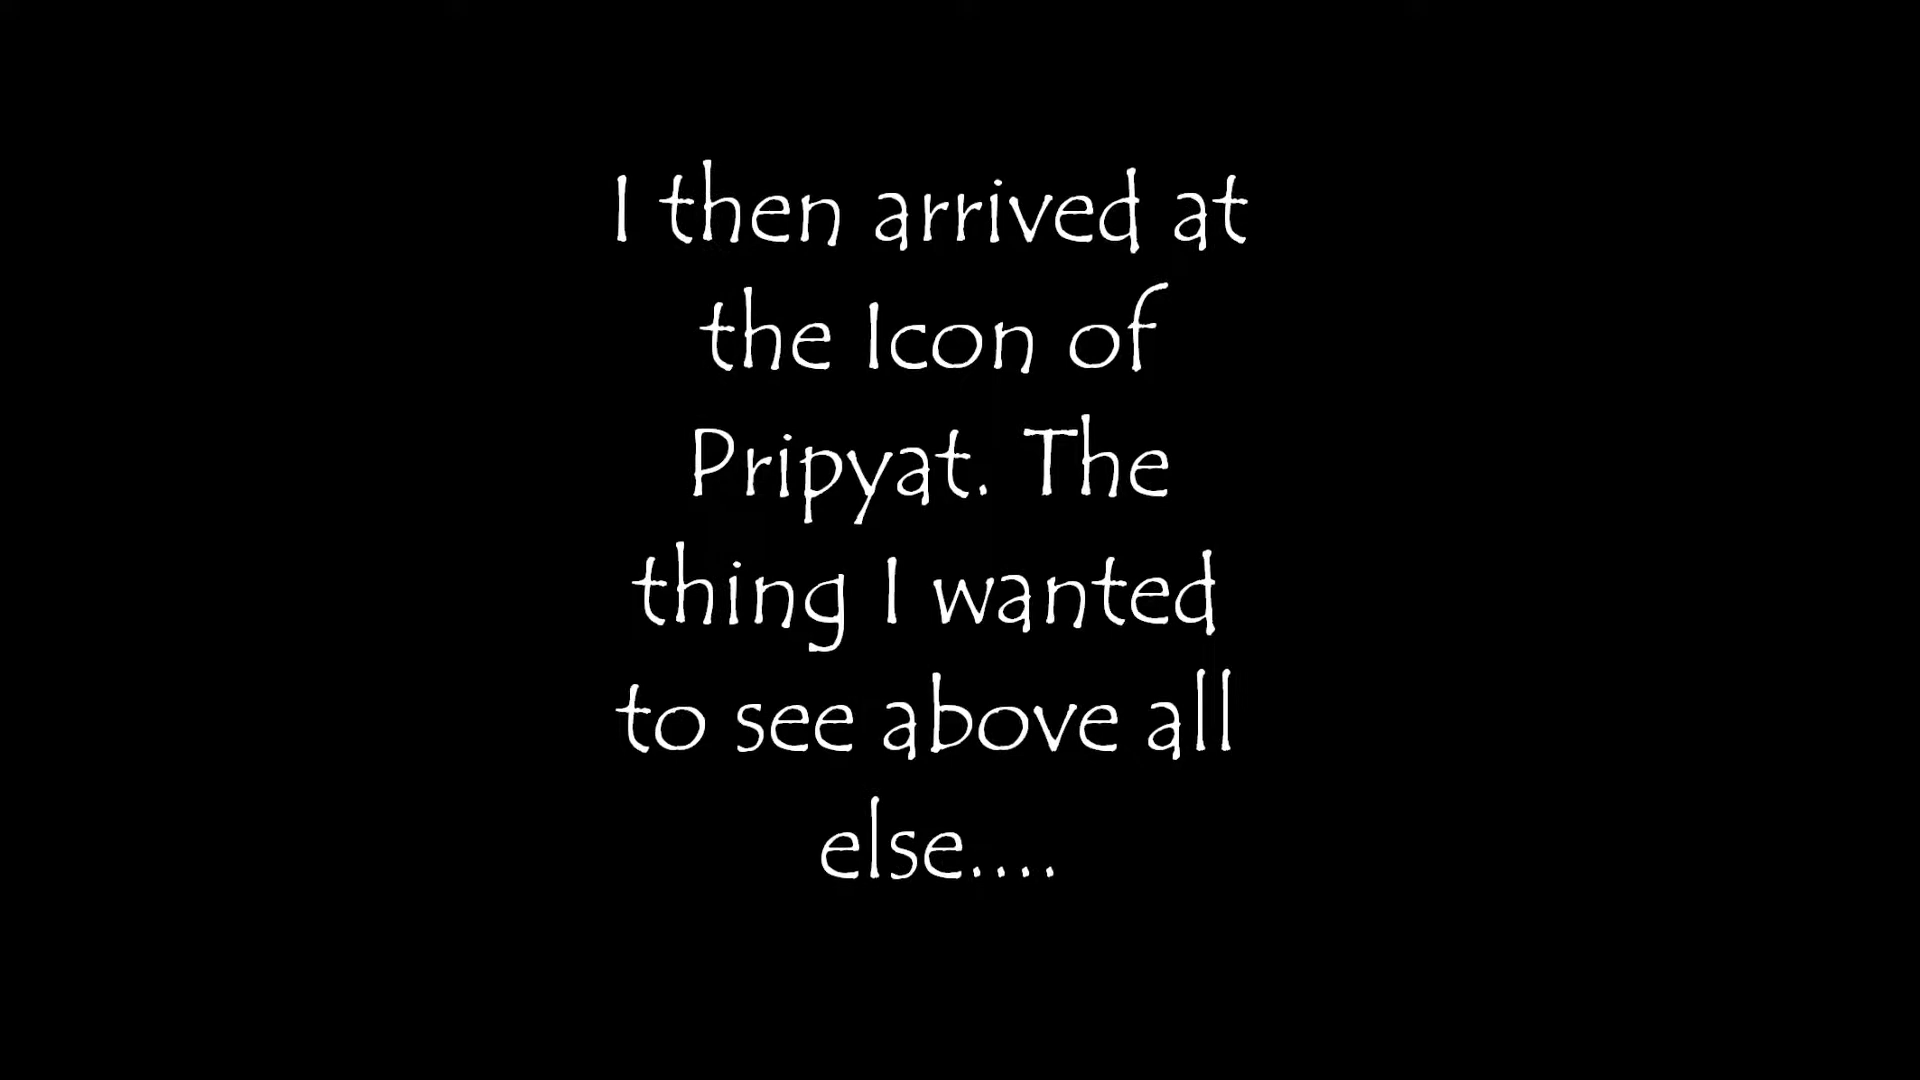 I then arrived at
the Icon of
Pripyat. The
thing I wanted
to see above all
else....